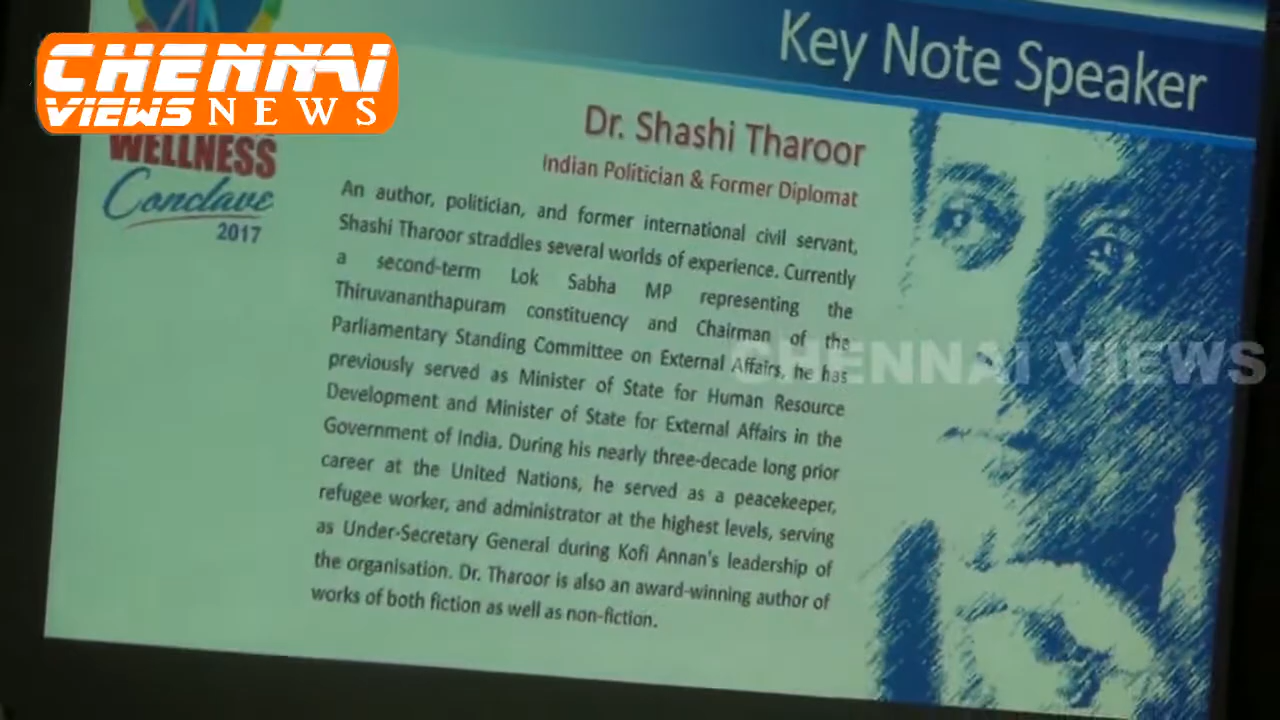 Key Note Speaker
CHENNAI
VIEWS NEWS
WELLNESS
Conclave
2017
Dr. Shashi Tharoor
Indian Politician & Former Diplomat
An author, politician, and former international civil servant,
Shashi Tharoor straddles several worlds of experience. Currently
a second-term Lok Sabha MP representing the
Thiruvananthapuram constituency and Chairman of the
Parliamentary Standing Committee on External Affairs, he has
previously served as Minister of State for Human Resource
Development and Minister of State for External Affairs in the
Government of India. During his nearly three-decade long prior
career at the United Nations, he served as a peacekeeper,
refugee worker, and administrator at the highest levels, serving
as Under-Secretary General during Kofi Annan's leadership of
the organisation. Dr. Tharoor is also an award-winning author of
works of both fiction as well as non-fiction.
CHENNAI VIEWS